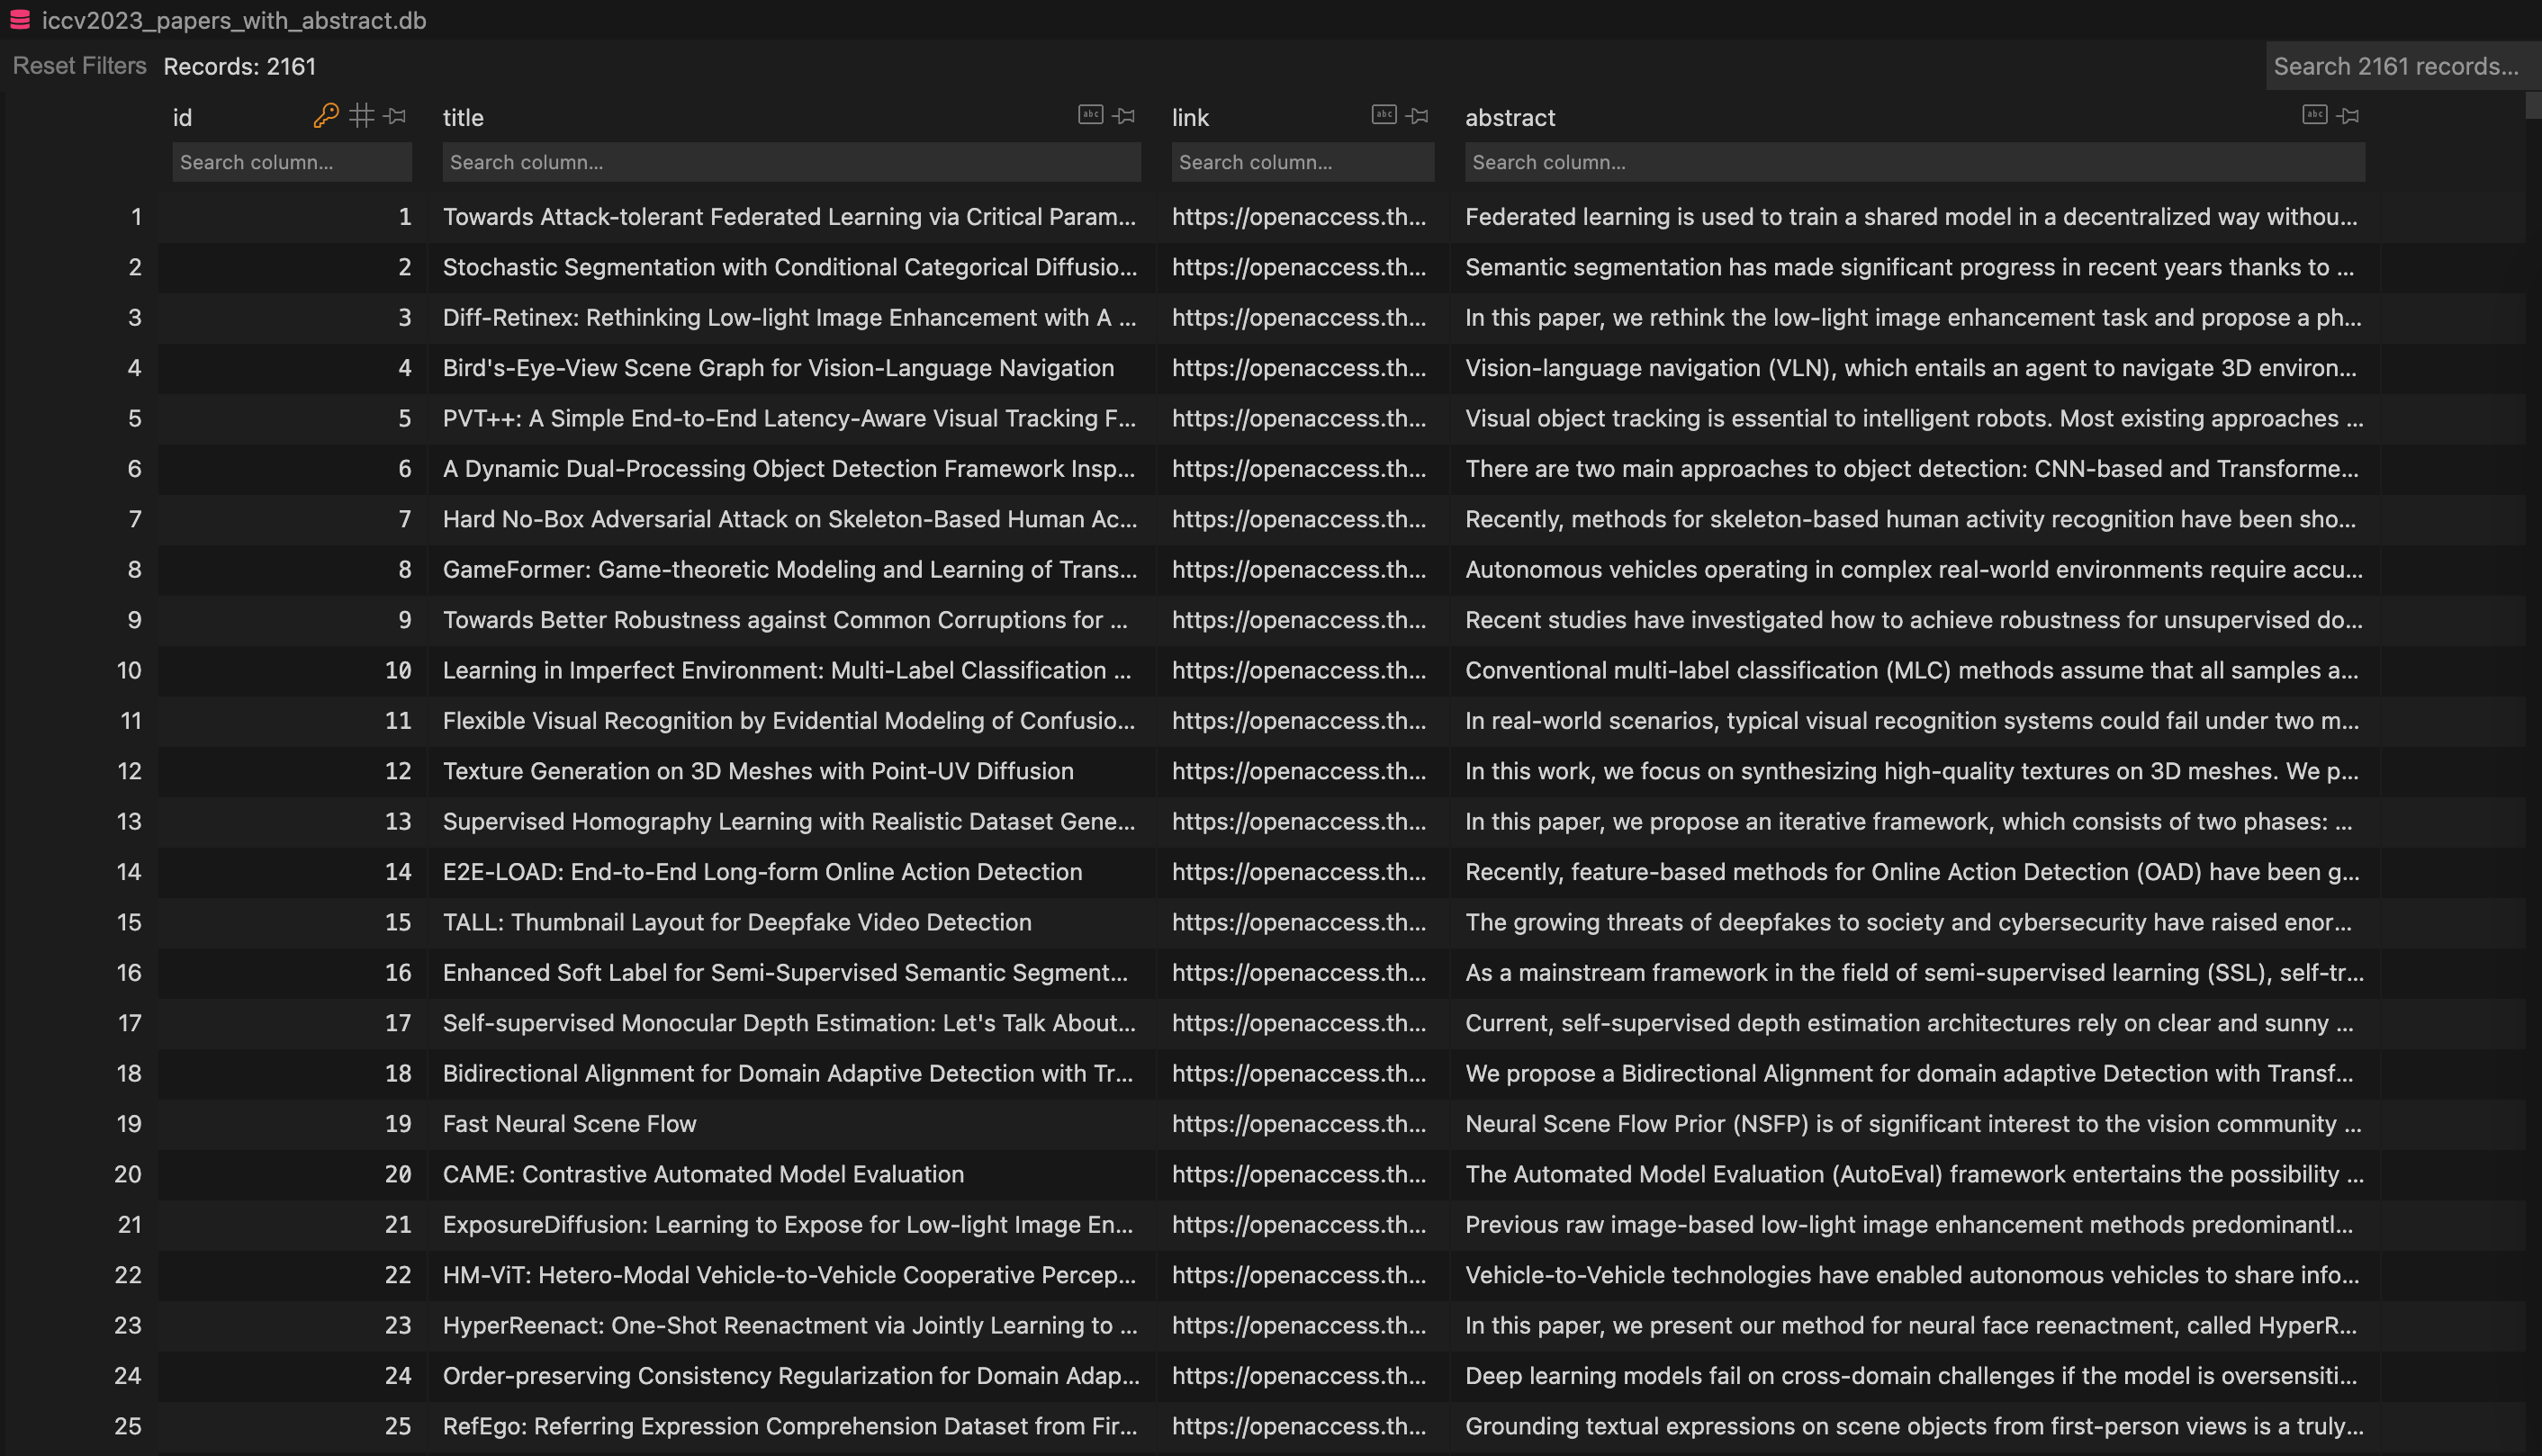 iccv2023_papers_with_abstract.db
Reset Filters Records: 2161 Search 2161 records...
id title abc link abc abstract abc
Search column... Search column... Search column... Search column...
1 1 Towards Attack-tolerant Federated Learning via Critical Param... https://openaccess.th... Federated learning is used to train a shared model in a decentralized way withou...
2 2 Stochastic Segmentation with Conditional Categorical Diffusio... https://openaccess.th... Semantic segmentation has made significant progress in recent years thanks to ...
3 3 Diff-Retinex: Rethinking Low-light Image Enhancement with A ... https://openaccess.th... In this paper, we rethink the low-light image enhancement task and propose a ph...
4 4 Bird's-Eye-View Scene Graph for Vision-Language Navigation https://openaccess.th... Vision-language navigation (VLN), which entails an agent to navigate 3D environ...
5 5 PVT++: A Simple End-to-End Latency-Aware Visual Tracking F... https://openaccess.th... Visual object tracking is essential to intelligent robots. Most existing approaches ...
6 6 A Dynamic Dual-Processing Object Detection Framework Insp... https://openaccess.th... There are two main approaches to object detection: CNN-based and Transforme...
7 7 Hard No-Box Adversarial Attack on Skeleton-Based Human Ac... https://openaccess.th... Recently, methods for skeleton-based human activity recognition have been sho...
8 8 GameFormer: Game-theoretic Modeling and Learning of Trans... https://openaccess.th... Autonomous vehicles operating in complex real-world environments require accu...
9 9 Towards Better Robustness against Common Corruptions for ... https://openaccess.th... Recent studies have investigated how to achieve robustness for unsupervised do...
10 10 Learning in Imperfect Environment: Multi-Label Classification ... https://openaccess.th... Conventional multi-label classification (MLC) methods assume that all samples a...
11 11 Flexible Visual Recognition by Evidential Modeling of Confusio... https://openaccess.th... In real-world scenarios, typical visual recognition systems could fail under two m...
12 12 Texture Generation on 3D Meshes with Point-UV Diffusion https://openaccess.th... In this work, we focus on synthesizing high-quality textures on 3D meshes. We p...
13 13 Supervised Homography Learning with Realistic Dataset Gene... https://openaccess.th... In this paper, we propose an iterative framework, which consists of two phases: ...
14 14 E2E-LOAD: End-to-End Long-form Online Action Detection https://openaccess.th... Recently, feature-based methods for Online Action Detection (OAD) have been g...
15 15 TALL: Thumbnail Layout for Deepfake Video Detection https://openaccess.th... The growing threats of deepfakes to society and cybersecurity have raised enor...
16 16 Enhanced Soft Label for Semi-Supervised Semantic Segment... https://openaccess.th... As a mainstream framework in the field of semi-supervised learning (SSL), self-tr...
17 17 Self-supervised Monocular Depth Estimation: Let's Talk About... https://openaccess.th... Current, self-supervised depth estimation architectures rely on clear and sunny ...
18 18 Bidirectional Alignment for Domain Adaptive Detection with Tr... https://openaccess.th... We propose a Bidirectional Alignment for domain adaptive Detection with Transf...
19 19 Fast Neural Scene Flow https://openaccess.th... Neural Scene Flow Prior (NSFP) is of significant interest to the vision community ...
20 20 CAME: Contrastive Automated Model Evaluation https://openaccess.th... The Automated Model Evaluation (AutoEval) framework entertains the possibility ...
21 21 ExposureDiffusion: Learning to Expose for Low-light Image En... https://openaccess.th... Previous raw image-based low-light image enhancement methods predominantl...
22 22 HM-ViT: Hetero-Modal Vehicle-to-Vehicle Cooperative Percep... https://openaccess.th... Vehicle-to-Vehicle technologies have enabled autonomous vehicles to share info...
23 23 HyperReenact: One-Shot Reenactment via Jointly Learning to ... https://openaccess.th... In this paper, we present our method for neural face reenactment, called HyperR...
24 24 Order-preserving Consistency Regularization for Domain Adap... https://openaccess.th... Deep learning models fail on cross-domain challenges if the model is oversensiti...
25 25 RefEgo: Referring Expression Comprehension Dataset from Fir... https://openaccess.th... Grounding textual expressions on scene objects from first-person views is a truly...